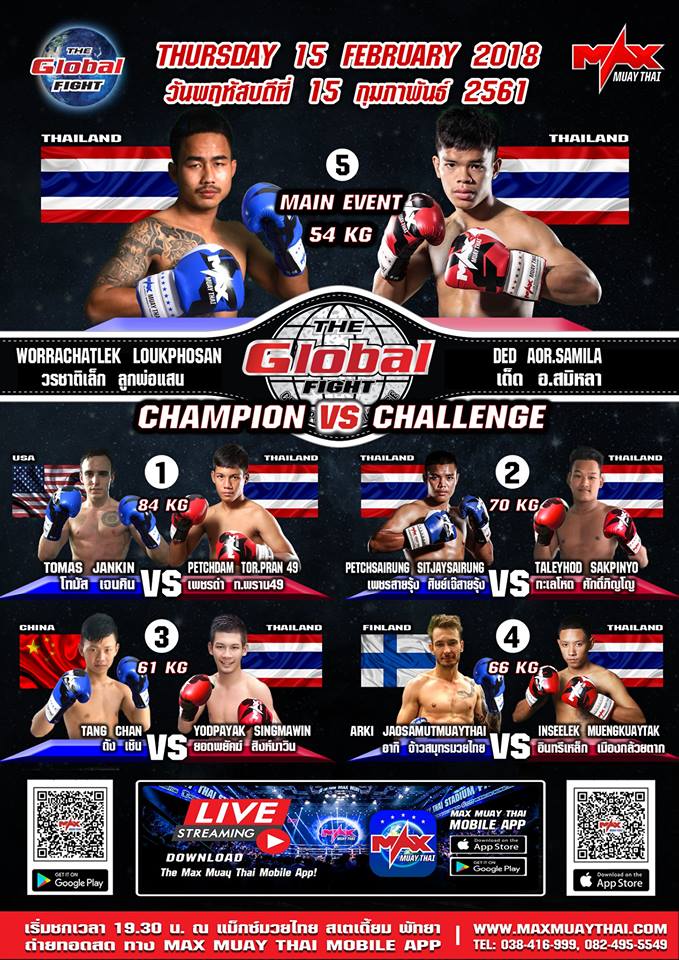 THE
Global
FIGHT
THURSDAY 15 FEBRUARY 2018
วันพฤหัสบดีที่ 15 กุมภาพันธ์ 2561
MAX
MUAY THAI
THAILAND
THAILAND
5
MAIN EVENT
54 KG
WORRACHATLEK LOUKPHOSAN
วรชาติเล็ก ลูกพ่อแสน
THE
Global
FIGHT
DED AOR.SAMILA
เด็ด อ.สมิหลา
CHAMPION VS CHALLENGE
USA
1
THAILAND
84 KG
TOMAS JANKIN
โทมัส เจนคิน
VS
PETCHDAM TOR.PRAN 49
เพชรดำ ท.พราน49
THAILAND
2
THAILAND
70 KG
PETCHSAIRUNG SITJAYSAIRUNG
เพชรสายรุ้ง ศิษย์เจ๊สายรุ้ง
VS
TALEYHOD SAKPINYO
ทะเลโหด ศักดิ์ภิญโญ
CHINA
3
THAILAND
61 KG
TANG CHAN
ถัง เชิน
VS
YODPAYAK SINGMAWIN
ยอดพยัคฆ์ สิงห์มาวิน
FINLAND
4
THAILAND
66 KG
ARKI JAOSAMUTMUAYTHAI
อากิ จ้าวสมุทรมวยไทย
VS
INSEELEK MUENGKUAYTAK
อินทรีเหล็ก เมืองกล้วยตาก
GET IT ON
Google Play
LIVE
STREAMING
DOWNLOAD
The Max Muay Thai Mobile App!
MAX
MUAY THAI
MAX MUAY THAI
MOBILE APP
Download on the
App Store
GET IT ON
Google Play
Download on the
App Store
เริ่มชกเวลา 19.30 น. ณ แม็กซ์มวยไทย สเตเดี้ยม พัทยา
ถ่ายทอดสด ทาง MAX MUAY THAI MOBILE APP
WWW.MAXMUAYTHAI.COM
TEL: 038-416-999, 082-495-5549